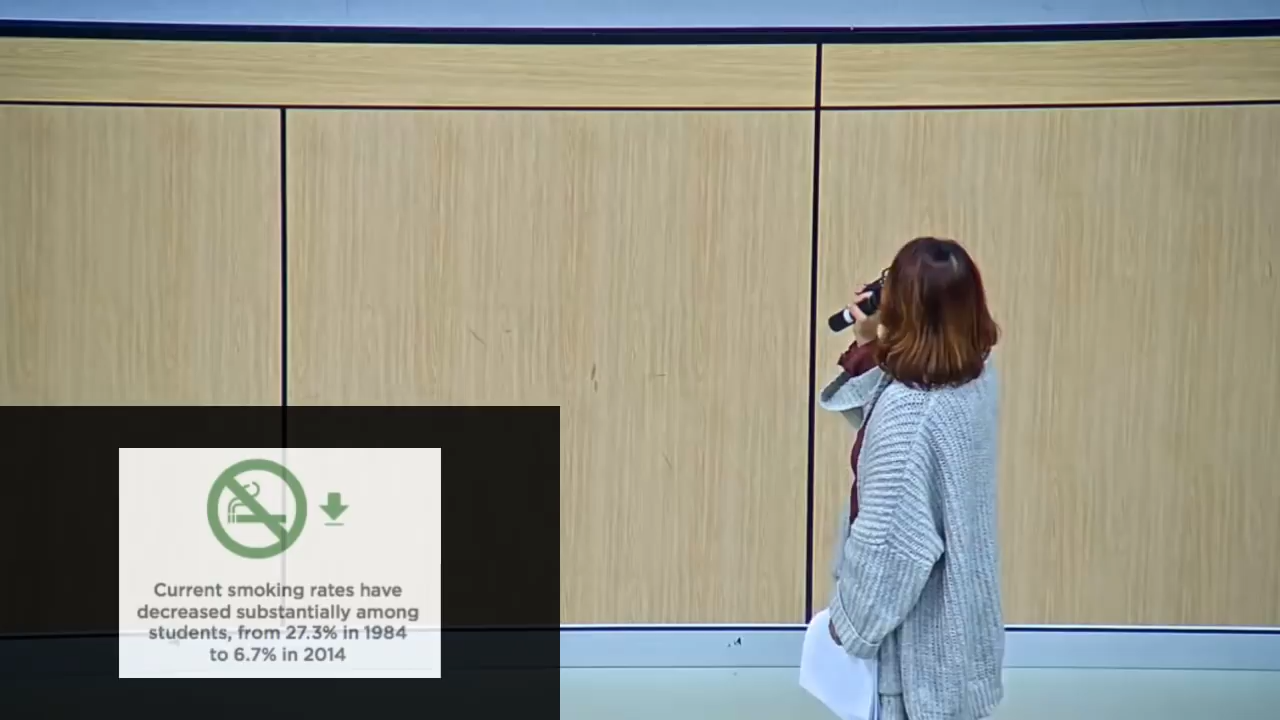 Current smoking rates have
decreased substantially among
students, from 27.3% in 1984
to 6.7% in 2014